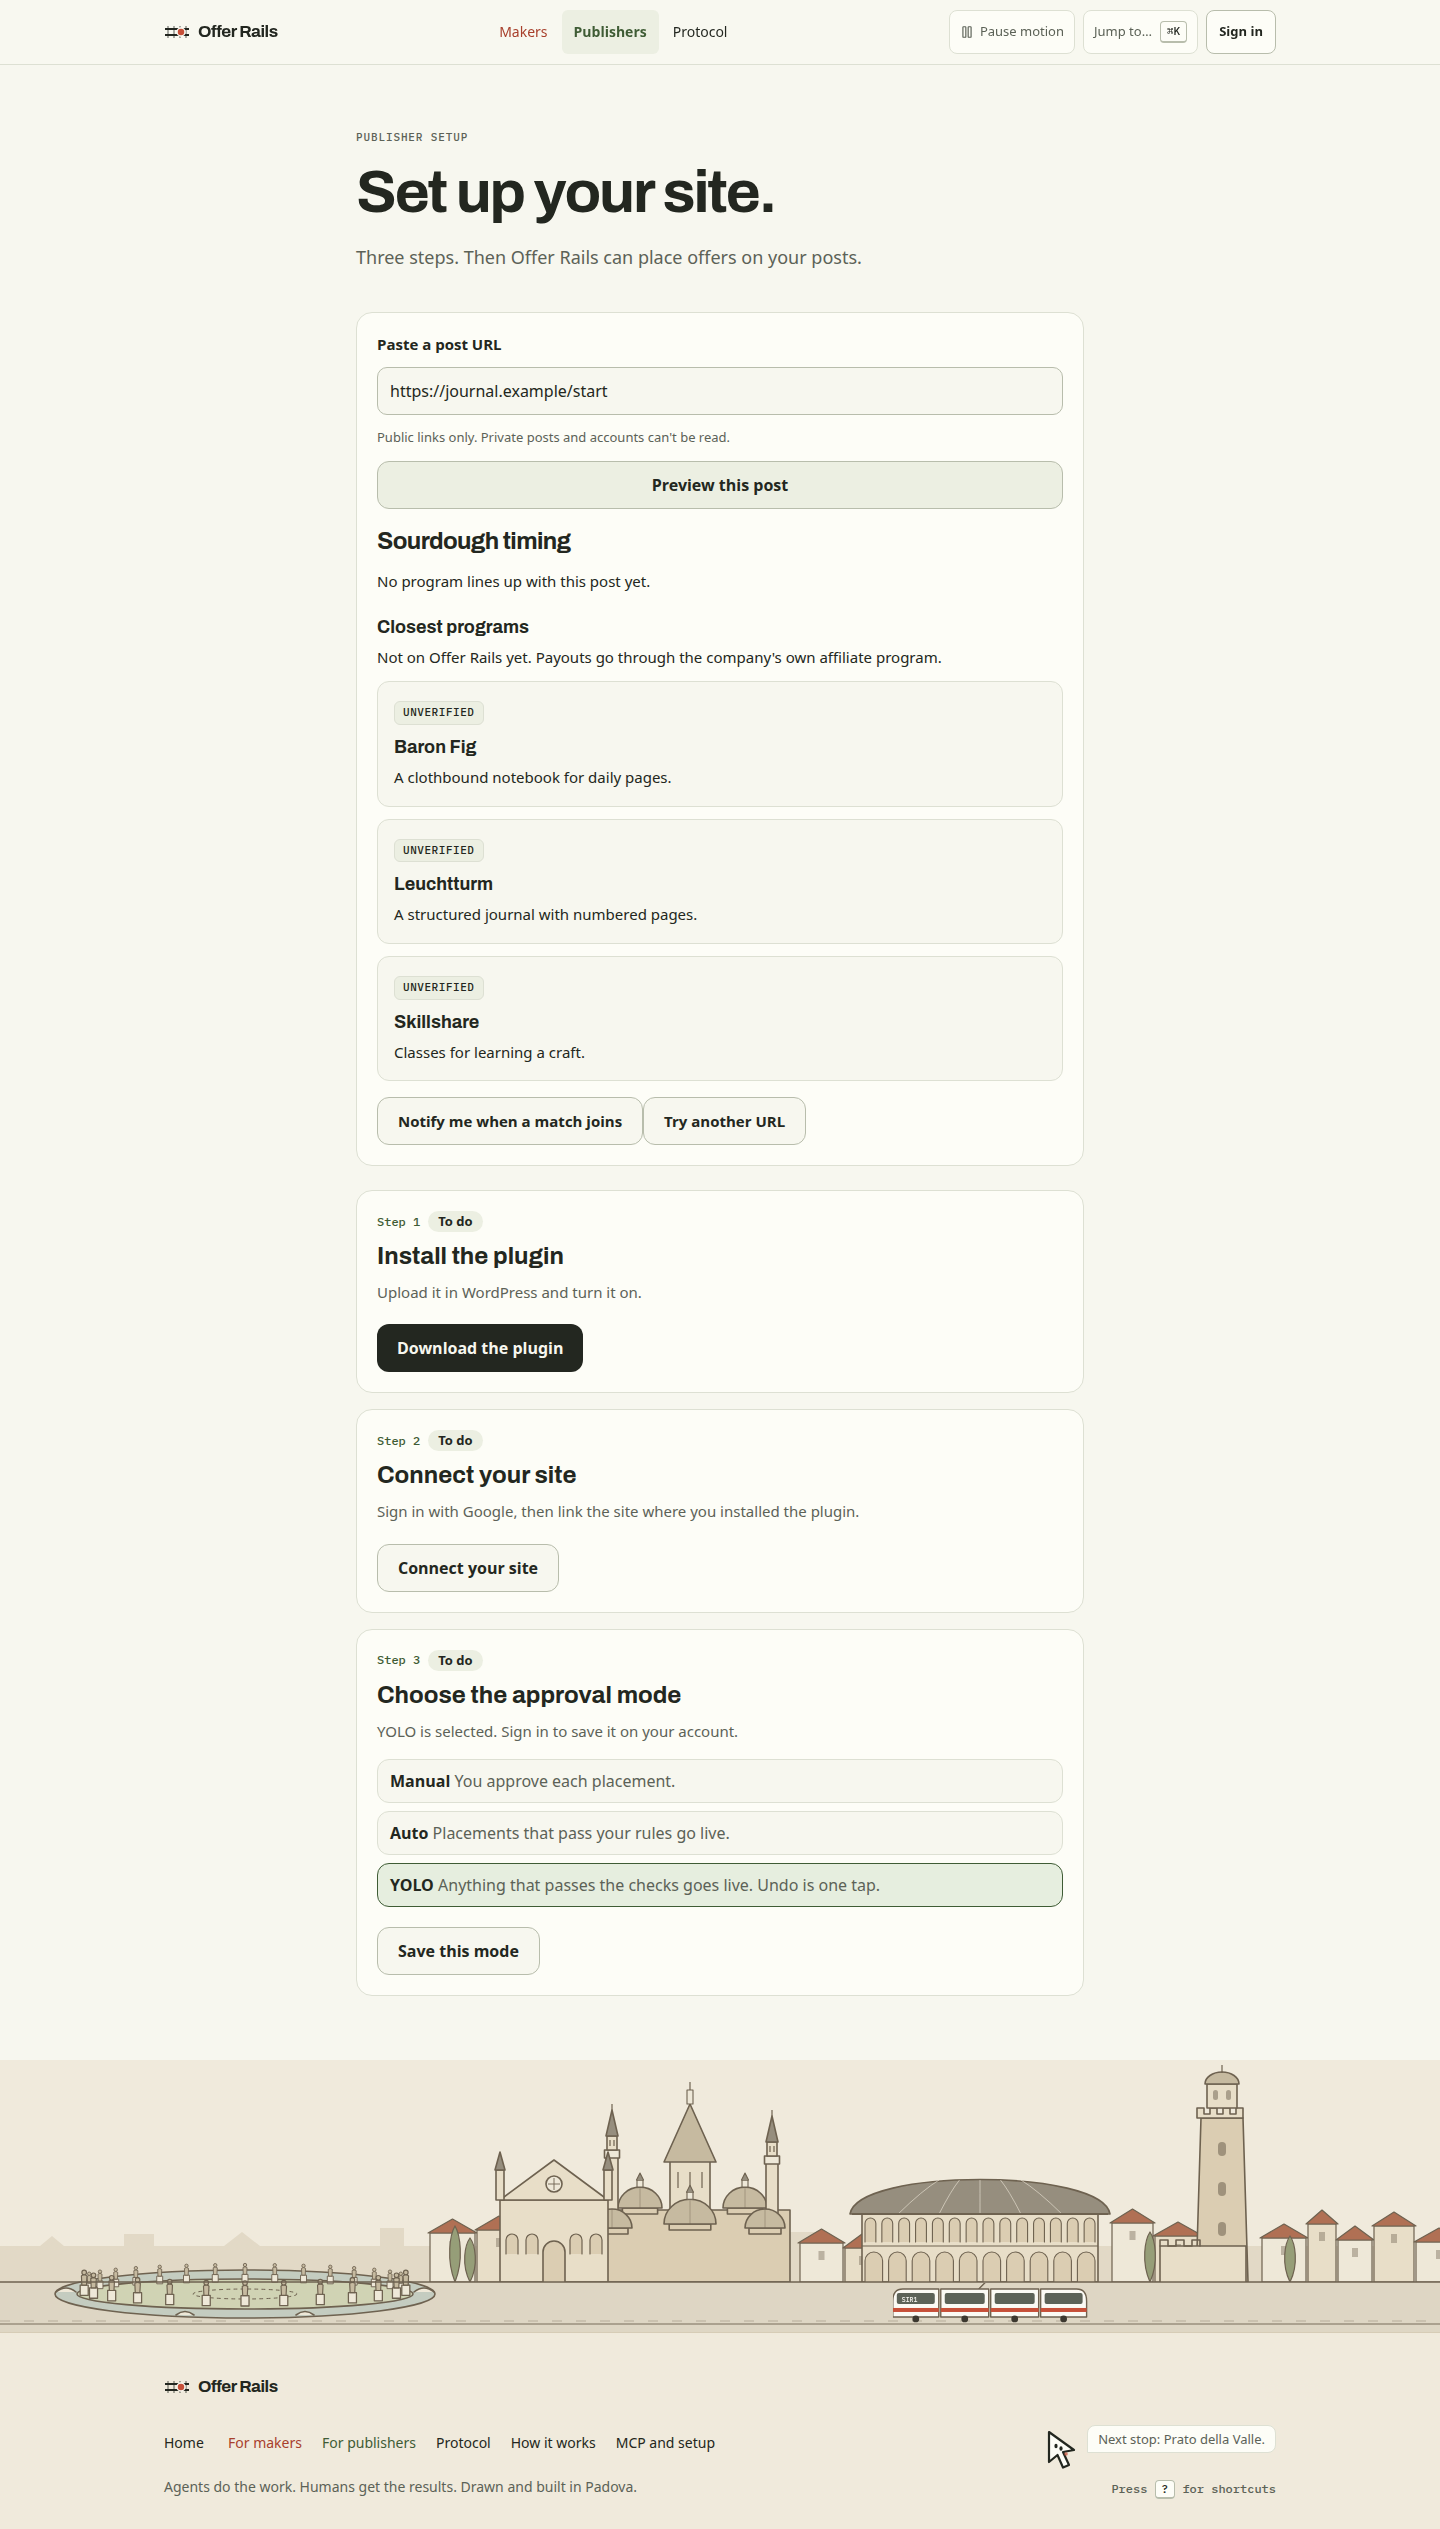 Offer Rails
Makers Publishers Protocol
Pause motion Jump to... ⌘K Sign in
PUBLISHER SETUP
Set up your site.
Three steps. Then Offer Rails can place offers on your posts.
Paste a post URL
https://journal.example/start
Public links only. Private posts and accounts can't be read.
Preview this post
Sourdough timing
No program lines up with this post yet.
Closest programs
Not on Offer Rails yet. Payouts go through the company's own affiliate program.
UNVERIFIED
Baron Fig
A clothbound notebook for daily pages.
UNVERIFIED
Leuchtturm
A structured journal with numbered pages.
UNVERIFIED
Skillshare
Classes for learning a craft.
Notify me when a match joins Try another URL
Step 1 To do
Install the plugin
Upload it in WordPress and turn it on.
Download the plugin
Step 2 To do
Connect your site
Sign in with Google, then link the site where you installed the plugin.
Connect your site
Step 3 To do
Choose the approval mode
YOLO is selected. Sign in to save it on your account.
Manual You approve each placement.
Auto Placements that pass your rules go live.
YOLO Anything that passes the checks goes live. Undo is one tap.
Save this mode
SIR1
Offer Rails
Home For makers For publishers Protocol How it works MCP and setup
Next stop: Prato della Valle.
Agents do the work. Humans get the results. Drawn and built in Padova.
Press ? for shortcuts